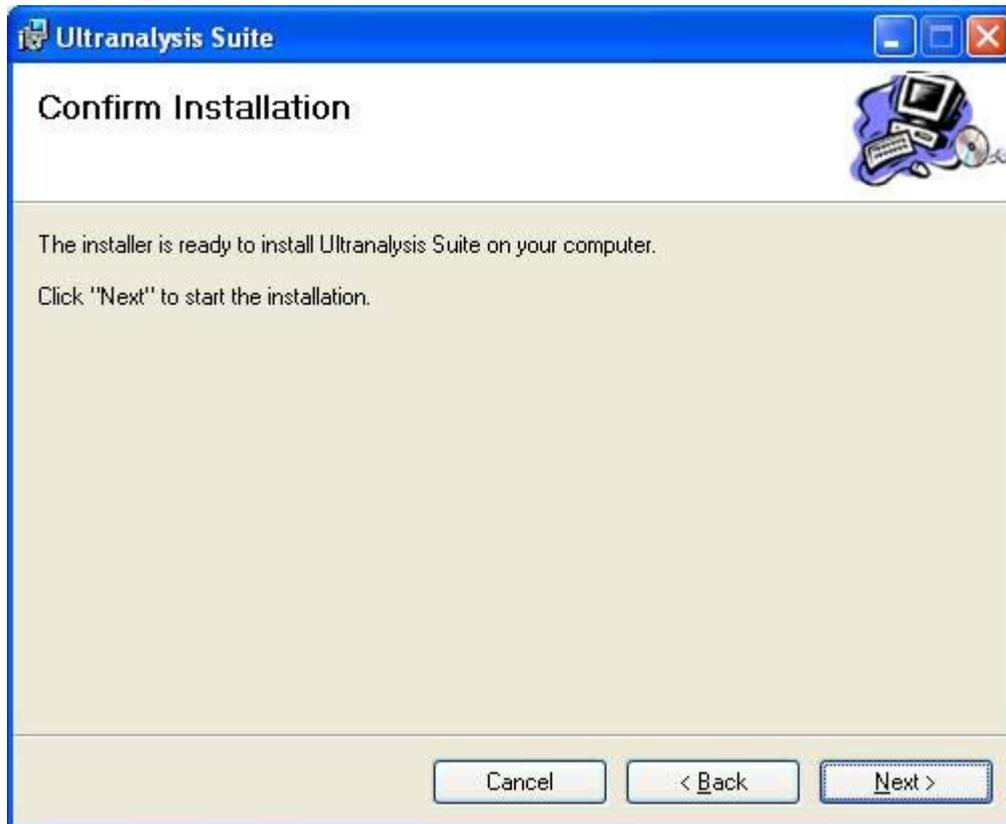 Ultranalysis Suite
Confirm Installation
The installer is ready to install Ultranalysis Suite on your computer.
Click "Next" to start the installation.
Cancel
< Back
Next >